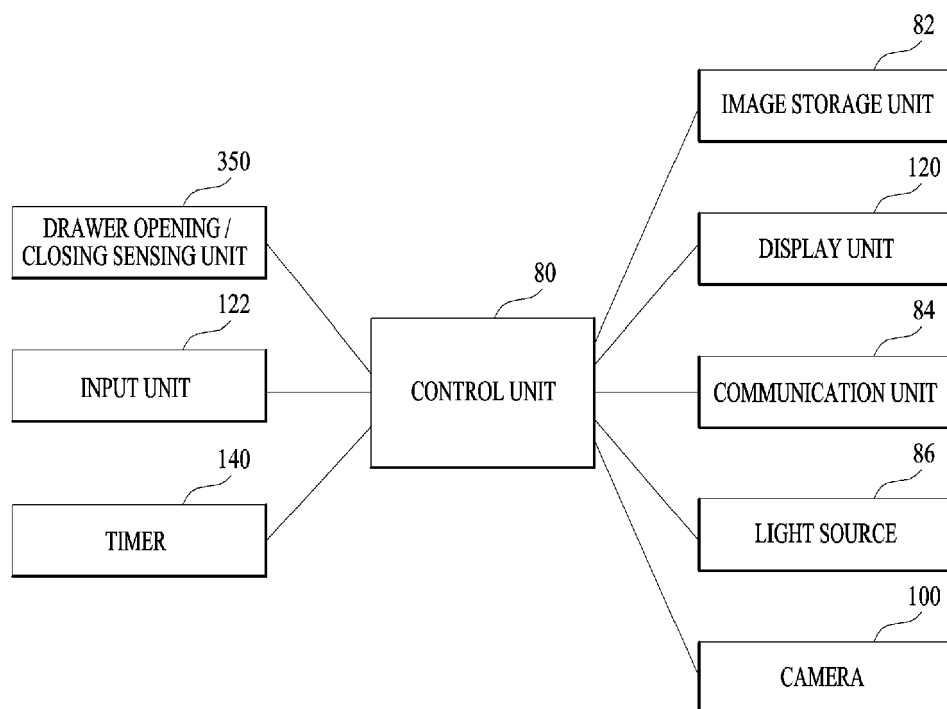 350
DRAWER OPENING /
CLOSING SENSING UNIT
122
INPUT UNIT
140
TIMER
80
CONTROL UNIT
82
IMAGE STORAGE UNIT
120
DISPLAY UNIT
84
COMMUNICATION UNIT
86
LIGHT SOURCE
100
CAMERA